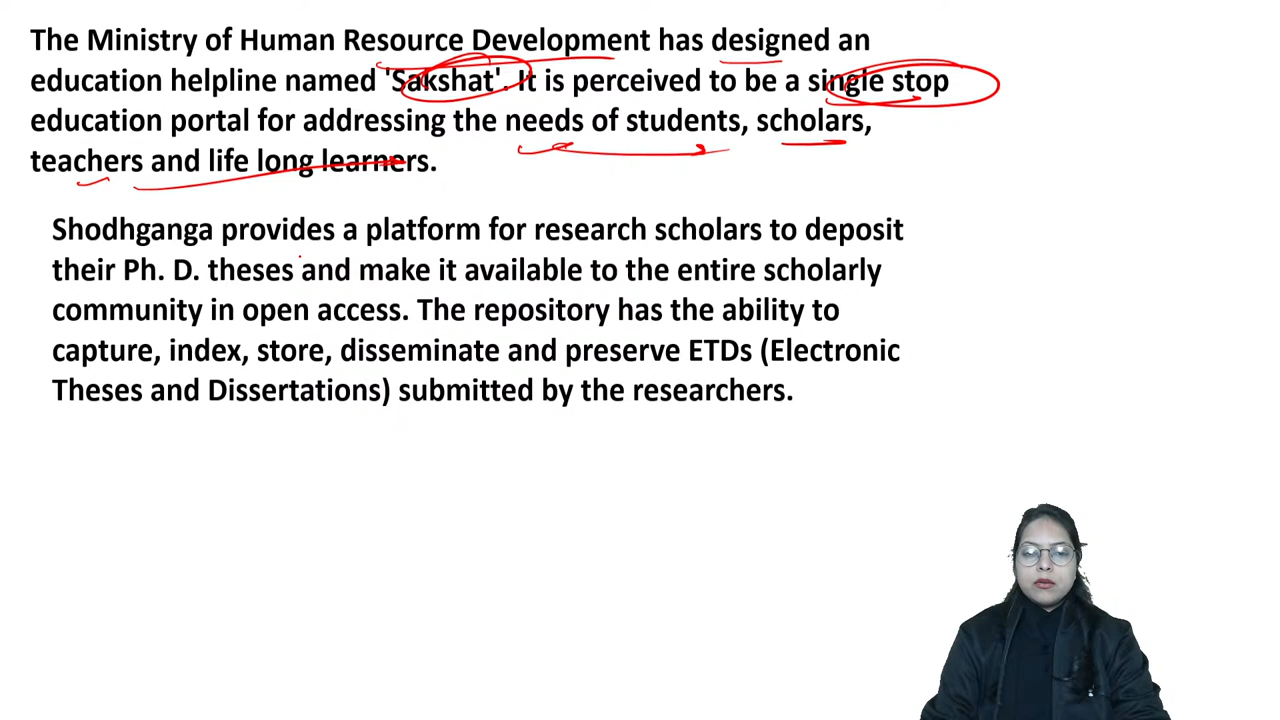 The Ministry of Human Resource Development has designed an
education helpline named 'Sakshat'. It is perceived to be a single stop
education portal for addressing the needs of students, scholars,
teachers and life long learners.
Shodhganga provides a platform for research scholars to deposit
their Ph. D. theses and make it available to the entire scholarly
community in open access. The repository has the ability to
capture, index, store, disseminate and preserve ETDs (Electronic
Theses and Dissertations) submitted by the researchers.